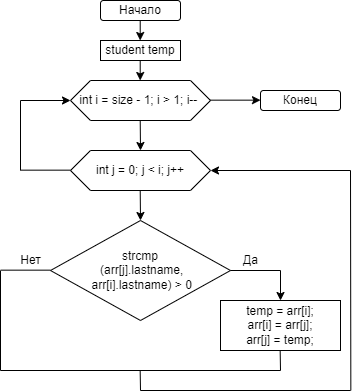 Начало
student temp
int i = size - 1; i > 1; i--
Конец
int j = 0; j < i; j++
Нет
strcmp
(arr[j].lastname,
arr[i].lastname) > 0
Да
temp = arr[i];
arr[i] = arr[j];
arr[j] = temp;